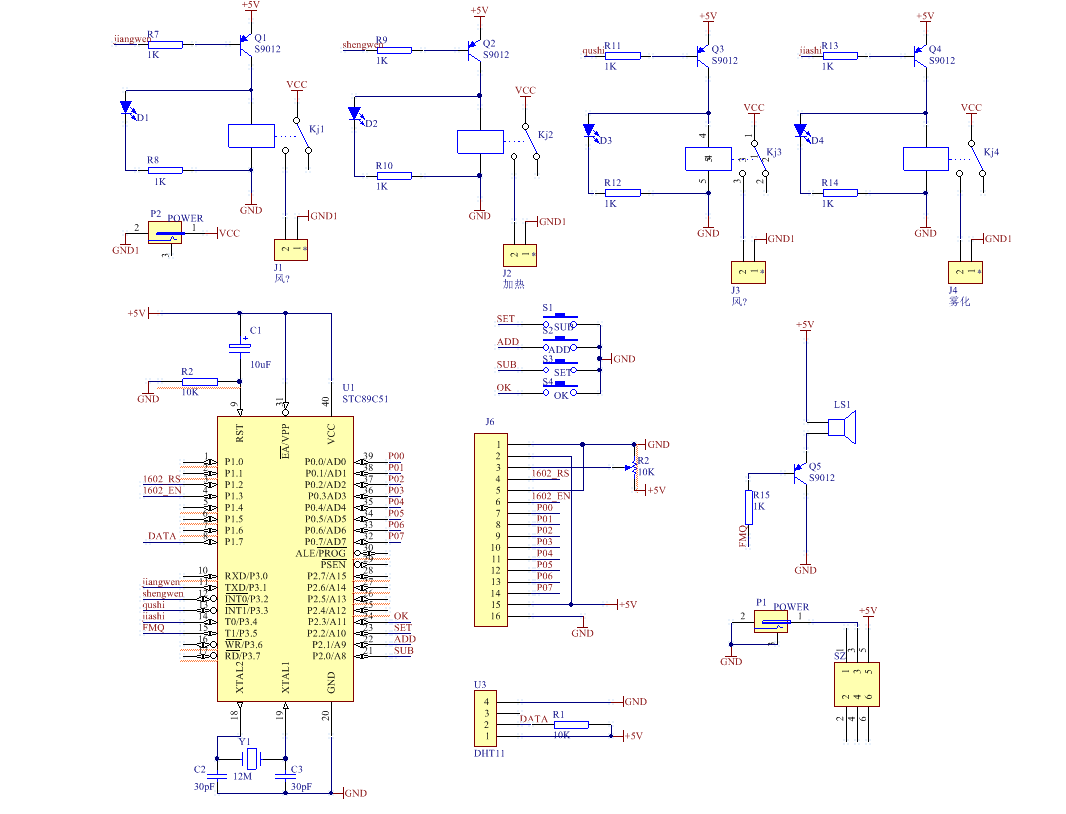 +5V
+5V
+5V
+5V
jiangwen
R7
1K
Q1
S9012
shengwen
R9
1K
Q2
S9012
qushi
R11
1K
Q3
S9012
jiashi
R13
1K
Q4
S9012
VCC
VCC
VCC
VCC
D1
Kj1
D2
Kj2
D3
4
5
1
3
2
Kj3
D4
Kj4
R8
1K
R10
1K
R12
1K
R14
1K
GND
GND
GND
GND
P2
POWER
2
1
3
VCC
GND1
GND1
2
1
*
J1
风?
GND1
2
1
*
J2
加热
GND1
2
1
*
J3
风?
GND1
2
1
*
J4
雾化
+5V
C1
+
10uF
R2
10K
GND
U1
STC89C51
9
31
40
RST
EA/VPP
VCC
P1.0
P1.1
1602_RS
P1.2
1602_EN
P1.3
P1.4
P1.5
P1.6
DATA
P1.7
39
P0.0/AD0
P00
38
P0.1/AD1
P01
37
P0.2/AD2
P02
36
P0.3AD3
P03
35
P0.4/AD4
P04
34
P0.5/AD5
P05
33
P0.6/AD6
P06
32
P0.7/AD7
P07
30
ALE/PROG
29
PSEN
10
RXD/P3.0
jiangwen
11
TXD/P3.1
shengwen
12
INT0/P3.2
qushi
13
INT1/P3.3
jiashi
14
T0/P3.4
FMQ
15
T1/P3.5
16
WR/P3.6
17
RD/P3.7
28
P2.7/A15
27
P2.6/A14
26
P2.5/A13
25
P2.4/A12
24
P2.3/A11
OK
23
P2.2/A10
SET
22
P2.1/A9
ADD
21
P2.0/A8
SUB
XTAL2
XTAL1
GND
18
19
20
Y1
12M
C2
30pF
C3
30pF
GND
SET
S1
SUB
ADD
S2
ADD
SUB
S3
SET
OK
S4
OK
GND
J6
1
2
3
4
5
6
7
8
9
10
11
12
13
14
15
16
1602_RS
1602_EN
P00
P01
P02
P03
P04
P05
P06
P07
GND
R2
10K
+5V
+5V
GND
+5V
LS1
Q5
S9012
R15
1K
FMQ
GND
P1
POWER
2
1
3
GND
+5V
SZ1
1
3
5
1
3
5
2
4
6
2
4
6
U3
4
3
2
1
DHT11
GND
DATA
R1
10K
+5V